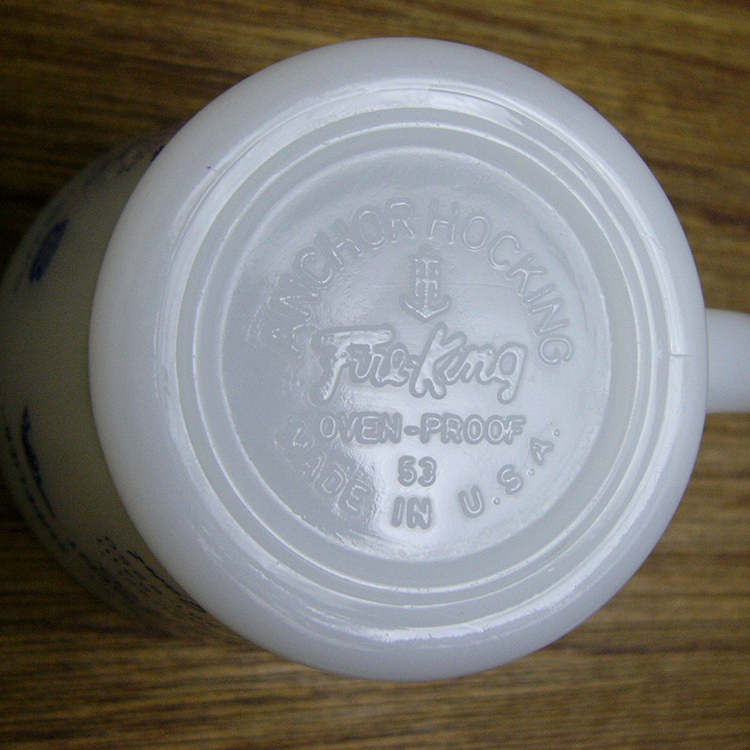 ANCHOR HOCKING
Fire-King
OVEN-PROOF
53
MADE IN U.S.A.